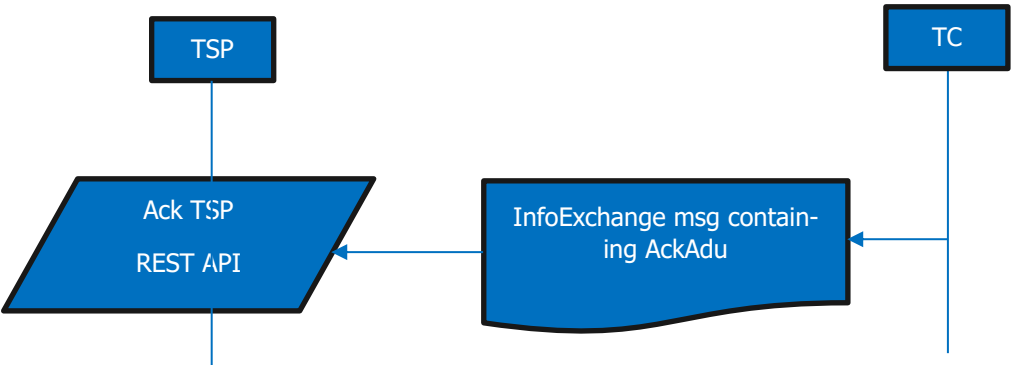 TSP
TC
Ack TSP
REST API
InfoExchange msg contain-
ing AckAdu